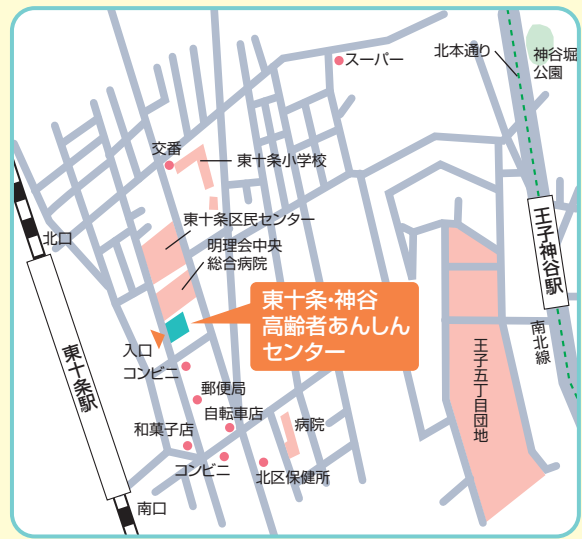 スーパー
北本通り
神谷堀
公園
交番
東十条小学校
東十条区民センター
明理会中央
総合病院
北口
王子神谷駅
南北線
東十条・神谷
高齢者あんしん
センター
入口
コンビニ
東十条駅
郵便局
自転車店
和菓子店
病院
王子五丁目団地
コンビニ
北区保健所
南口